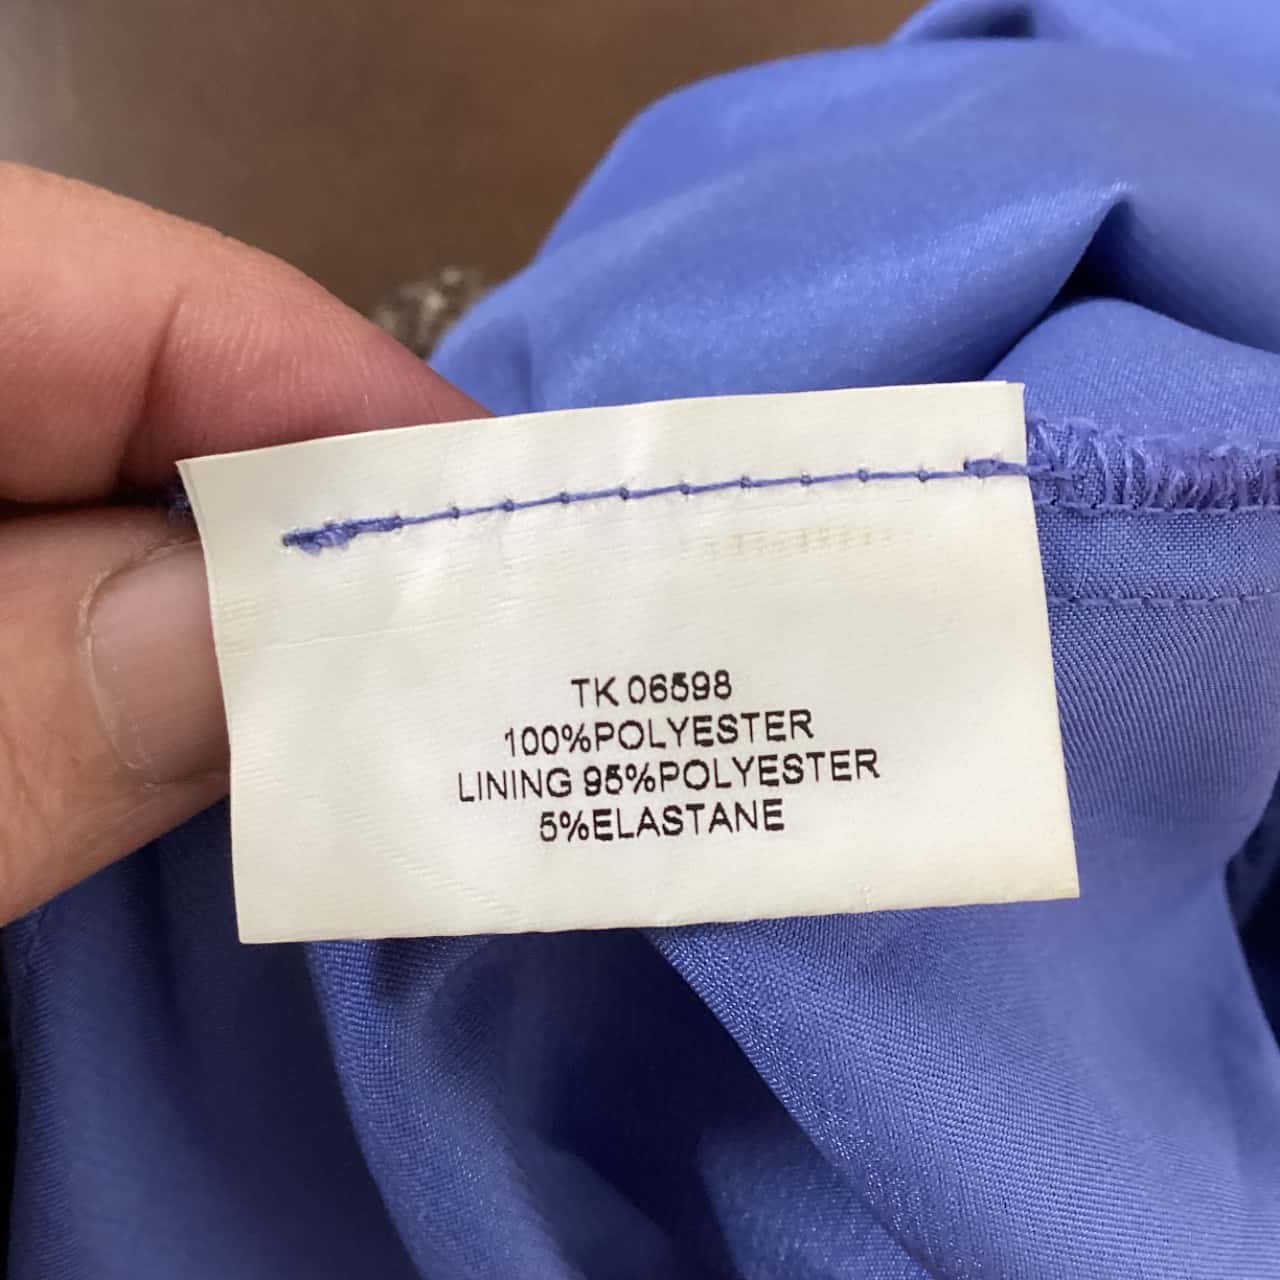 TK 06598
100%POLYESTER
LINING 95%POLYESTER
5%ELASTANE